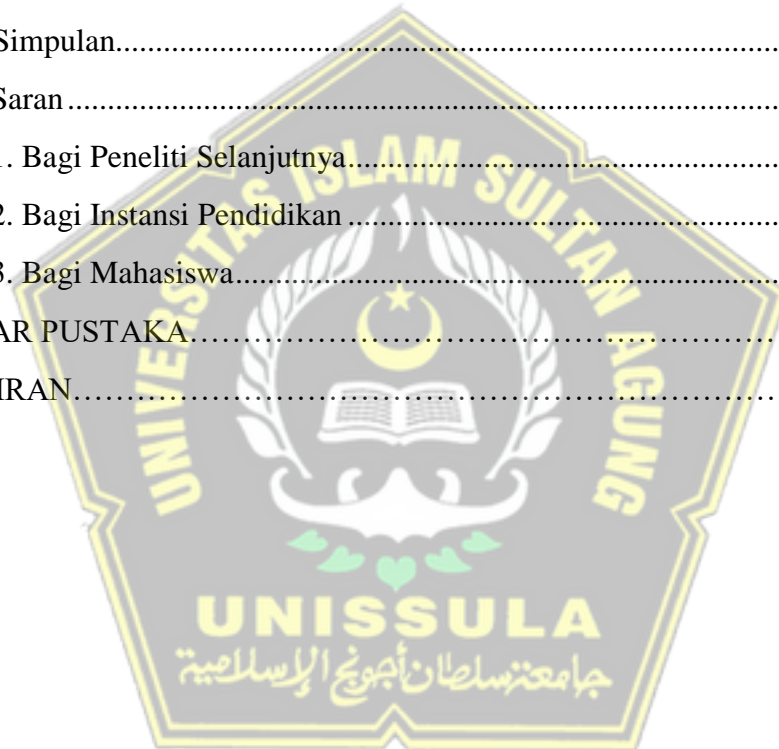 Simpulan................................................................................
Saran......................................................................................
1. Bagi Peneliti Selanjutnya......................................................
2. Bagi Instansi Pendidikan......................................................
3. Bagi Mahasiswa....................................................................
AR PUSTAKA……………………………………………………
IRAN………………………………………………………………
UNIVERSITAS ISLAM SULTAN AGUNG
UNISSULA
جامعة سلطان أجونج الإسلامية